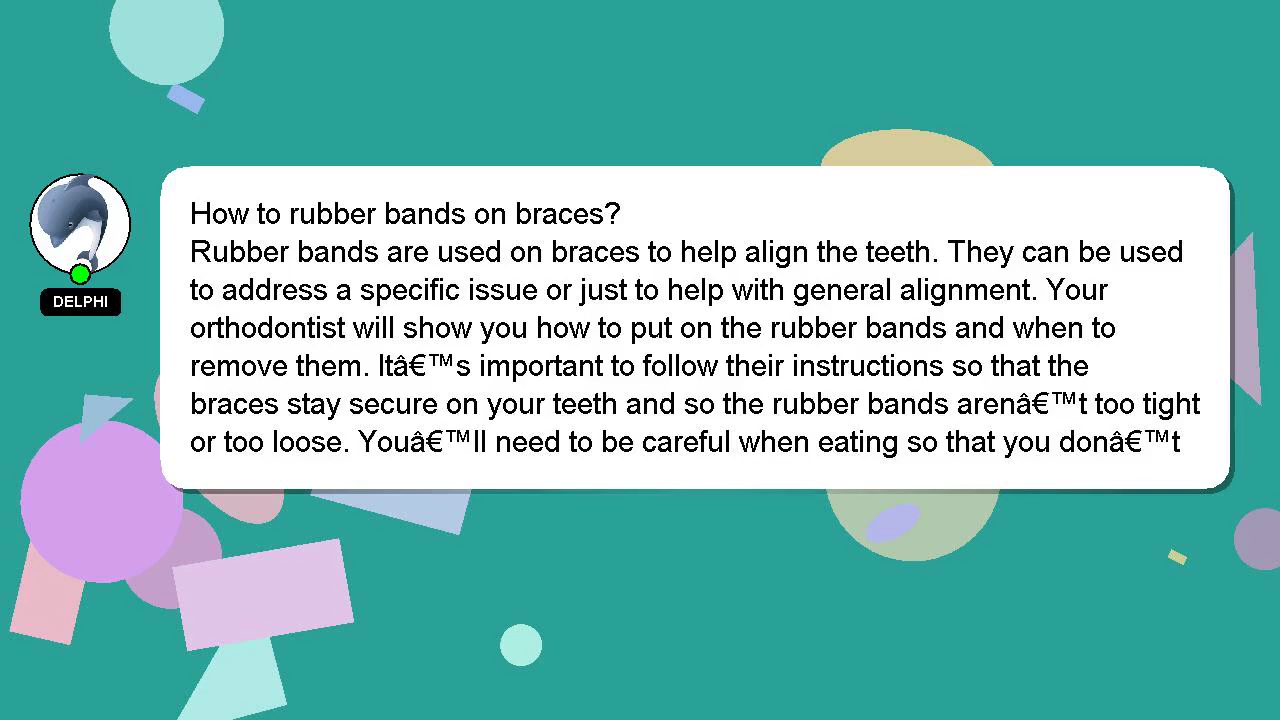 How to rubber bands on braces?
Rubber bands are used on braces to help align the teeth. They can be used
to address a specific issue or just to help with general alignment. Your
orthodontist will show you how to put on the rubber bands and when to
remove them. Itâ€™s important to follow their instructions so that the
braces stay secure on your teeth and so the rubber bands arenâ€™t too tight
or too loose. Youâ€™ll need to be careful when eating so that you donâ€™t
DELPHI